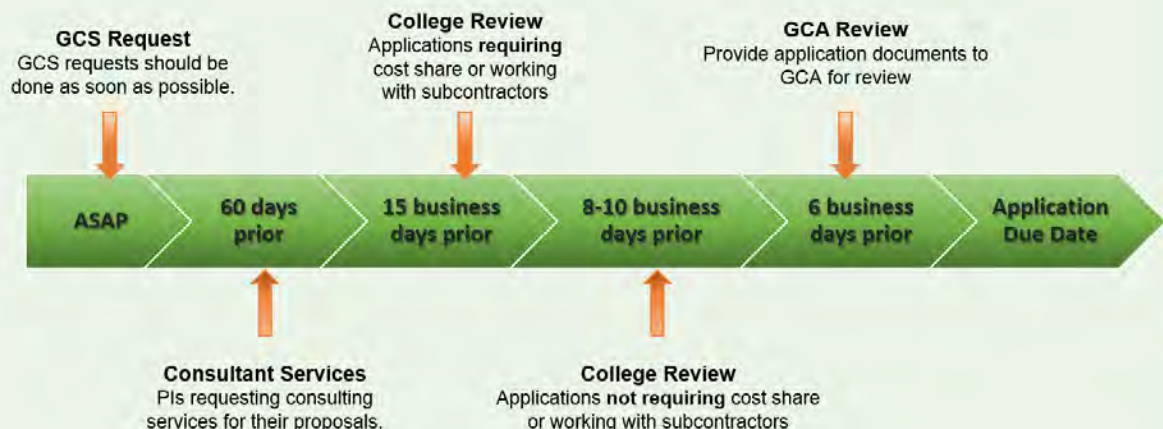 GCS Request
GCS requests should be
done as soon as possible.
College Review
Applications requiring
cost share or working
with subcontractors
GCA Review
Provide application documents to
GCA for review
ASAP
60 days
prior
15 business
days prior
8-10 business
days prior
6 business
days prior
Application
Due Date
Consultant Services
PIs requesting consulting
services for their proposals.
College Review
Applications not requiring cost share
or working with subcontractors